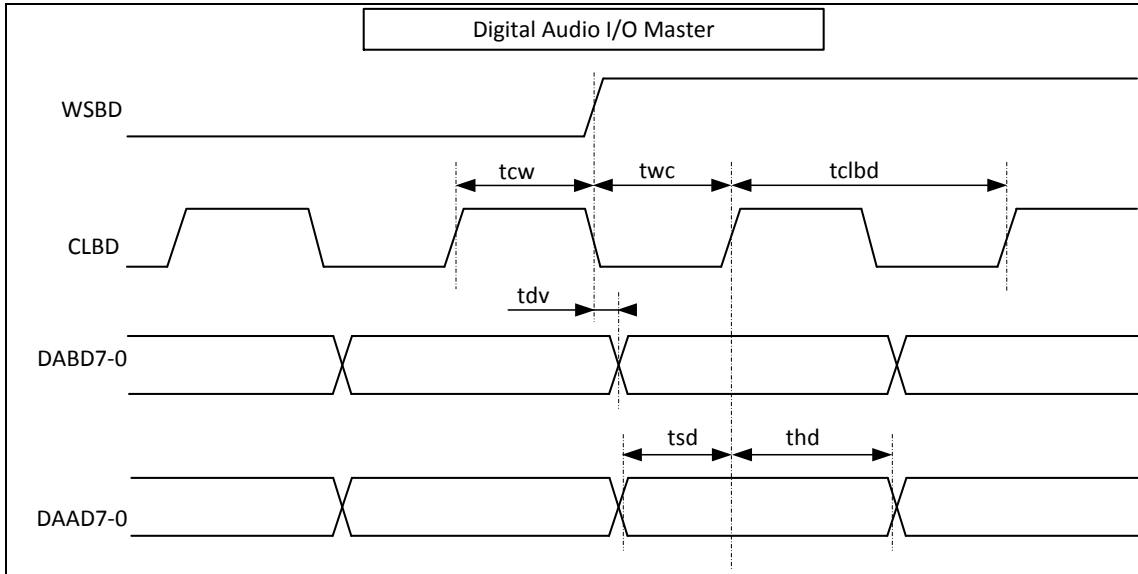 Digital Audio I/O Master
WSBD
tcw
twc
tclbd
CLBD
tdv
DABD7-0
tsd
thd
DAAD7-0